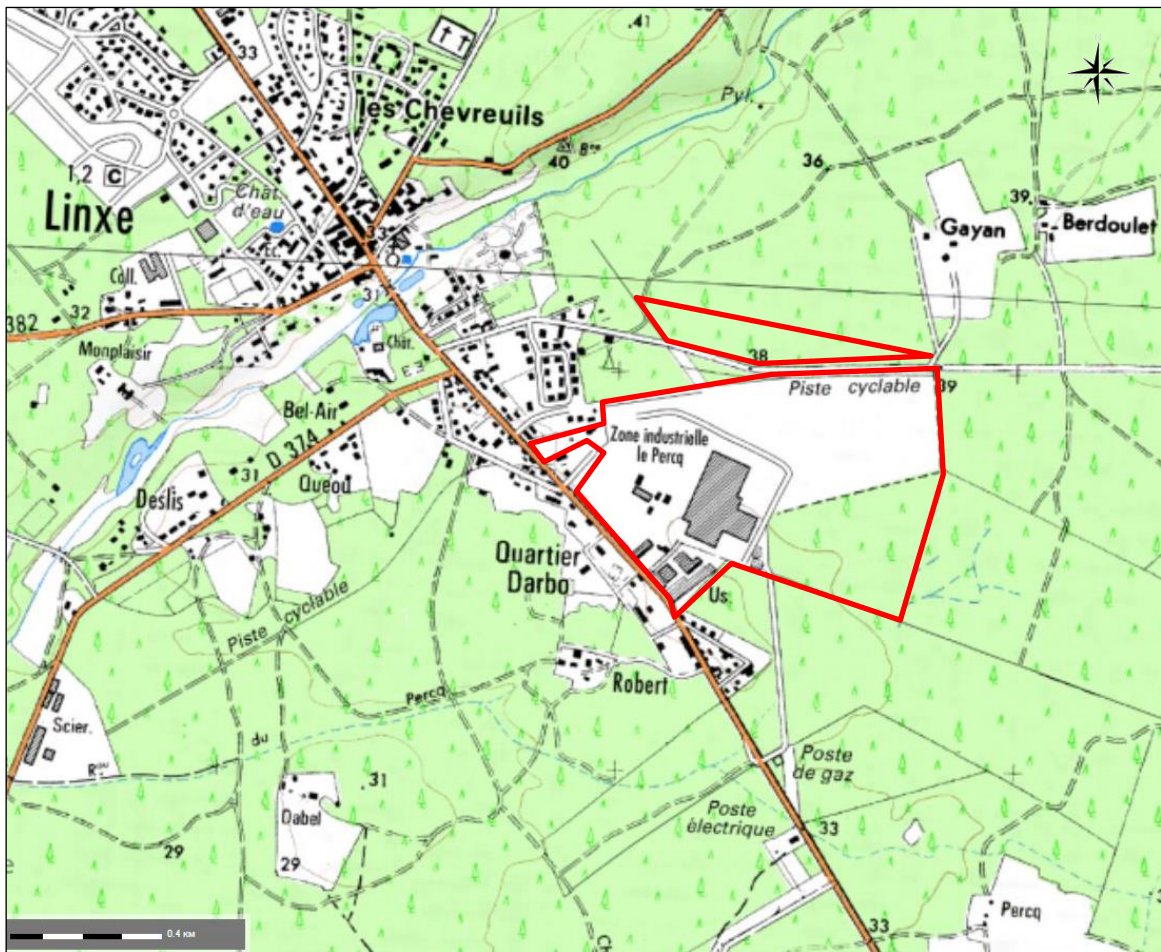 41
33
les Chevreuils
Pyl.
40
36
1,2 C
Chât.
d'eau
39
Linxe
Gayan
Berdoulet
Coll.
31
382
32
Monplaisir
Chât.
38
39
Piste cyclable
Bel-Air
D 374
Zone industrielle
le Percq
31
Queou
Deslis
Quartier
Darbo
Us.
Piste cyclable
Robert
Percq
du
Scier.
Rau
Poste
de gaz
31
Dabel
Poste
électrique
33
29
29
Percq
33
0.4 км